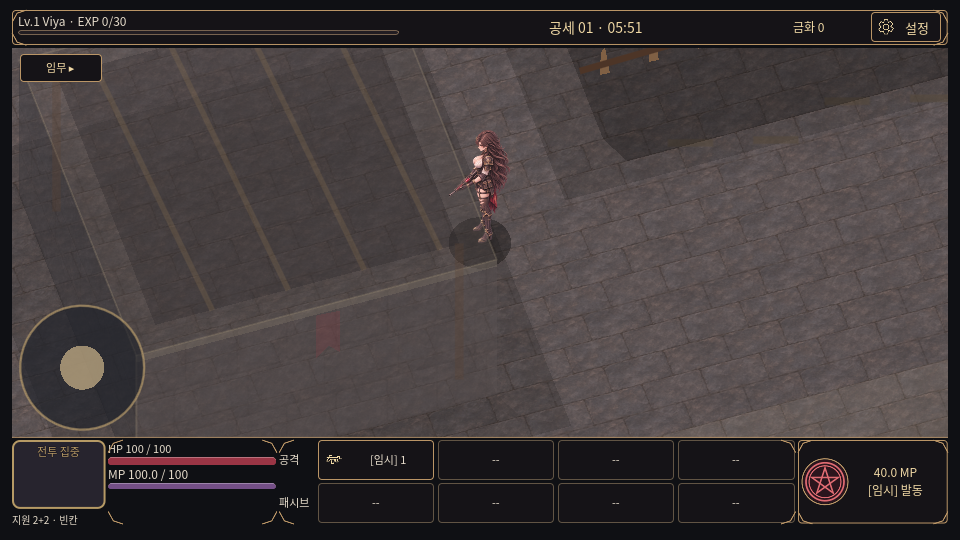 Lv.1 Viya · EXP 0/30
공세 01 · 05:51
금화 0
설정
임무 ▸
전투 집중
HP 100 / 100
MP 100.0 / 100
지원 2+2 · 빈칸
공격
[임시] 1
--
--
--
패시브
--
--
--
--
40.0 MP
[임시] 발동